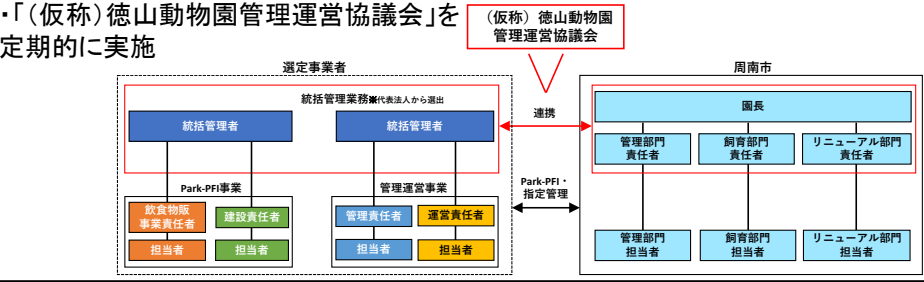 ・「（仮称）徳山動物園管理運営協議会」を
定期的に実施
（仮称）徳山動物園
管理運営協議会
選定事業者
統括管理業務※代表法人から選出
統括管理者
統括管理者
Park-PFI事業
飲食物販
事業責任者
建設責任者
担当者
担当者
管理運営事業
管理責任者
運営責任者
担当者
担当者
連携
Park-PFI・
指定管理
周南市
園長
管理部門
責任者
飼育部門
責任者
リニューアル部門
責任者
管理部門
担当者
飼育部門
担当者
リニューアル部門
担当者